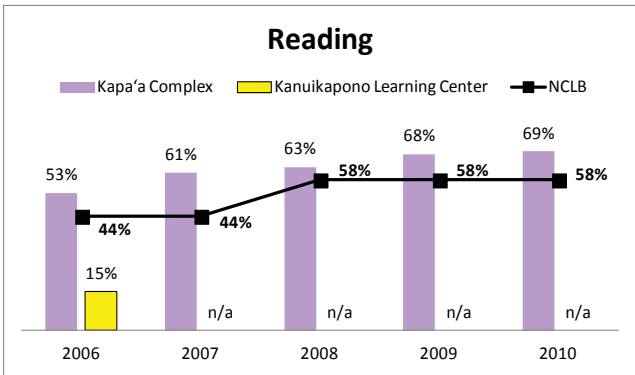 Reading
Kapa‘a Complex Kanuikapono Learning Center NCLB
53% 61% 63% 68% 69%
44% 44% 58% 58% 58%
15% n/a n/a n/a n/a
2006 2007 2008 2009 2010